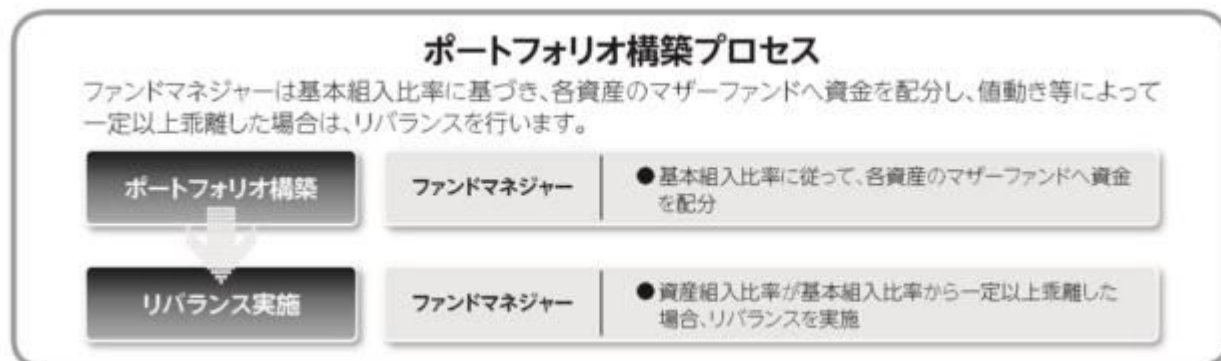 ポートフォリオ構築プロセス
ファンドマネジャーは基本組入比率に基づき、各資産のマザーファンドへ資金を配分し、値動き等によって
一定以上乖離した場合は、リバランスを行います。
ポートフォリオ構築
ファンドマネジャー
●基本組入比率に従って、各資産のマザーファンドへ資金
を配分
リバランス実施
ファンドマネジャー
●資産組入比率が基本組入比率から一定以上乖離した
場合、リバランスを実施